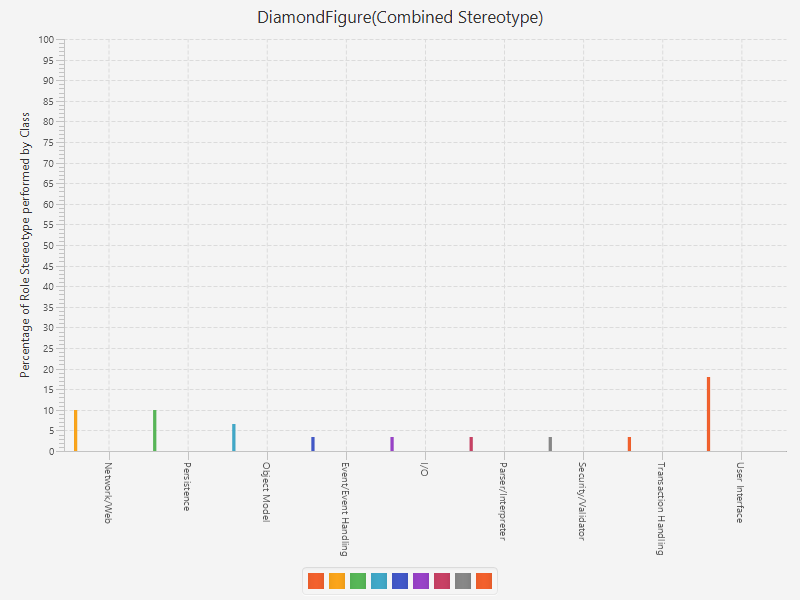 DiamondFigure(Combined Stereotype)
Percentage of Role Stereotype performed by Class
100
95
90
85
80
75
70
65
60
55
50
45
40
35
30
25
20
15
10
5
0
Network/Web
Persistence
Object Model
Event/Event Handling
I/O
Parser/Interpreter
Security/Validator
Transaction Handling
User Interface